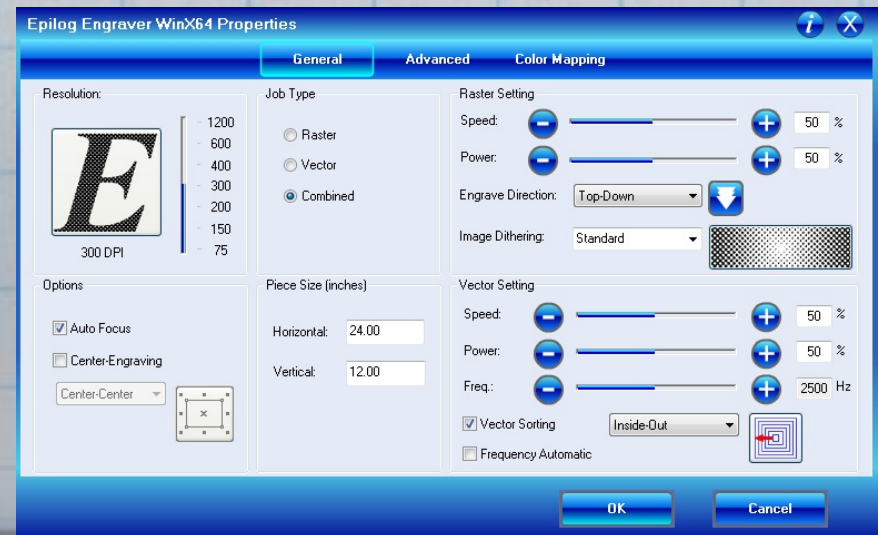 Epilog Engraver WinX64 Properties
i X
General Advanced Color Mapping
Resolution:
E
1200
600
400
300
200
150
75
300 DPI
Job Type
Raster
Vector
Combined
Raster Setting
Speed: 50 %
Power: 50 %
Engrave Direction: Top-Down
Image Dithering: Standard
Options
Auto Focus
Center-Engraving
Center-Center
Piece Size (inches)
Horizontal: 24.00
Vertical: 12.00
Vector Setting
Speed: 50 %
Power: 50 %
Freq.: 2500 Hz
Vector Sorting Inside-Out
Frequency Automatic
OK Cancel